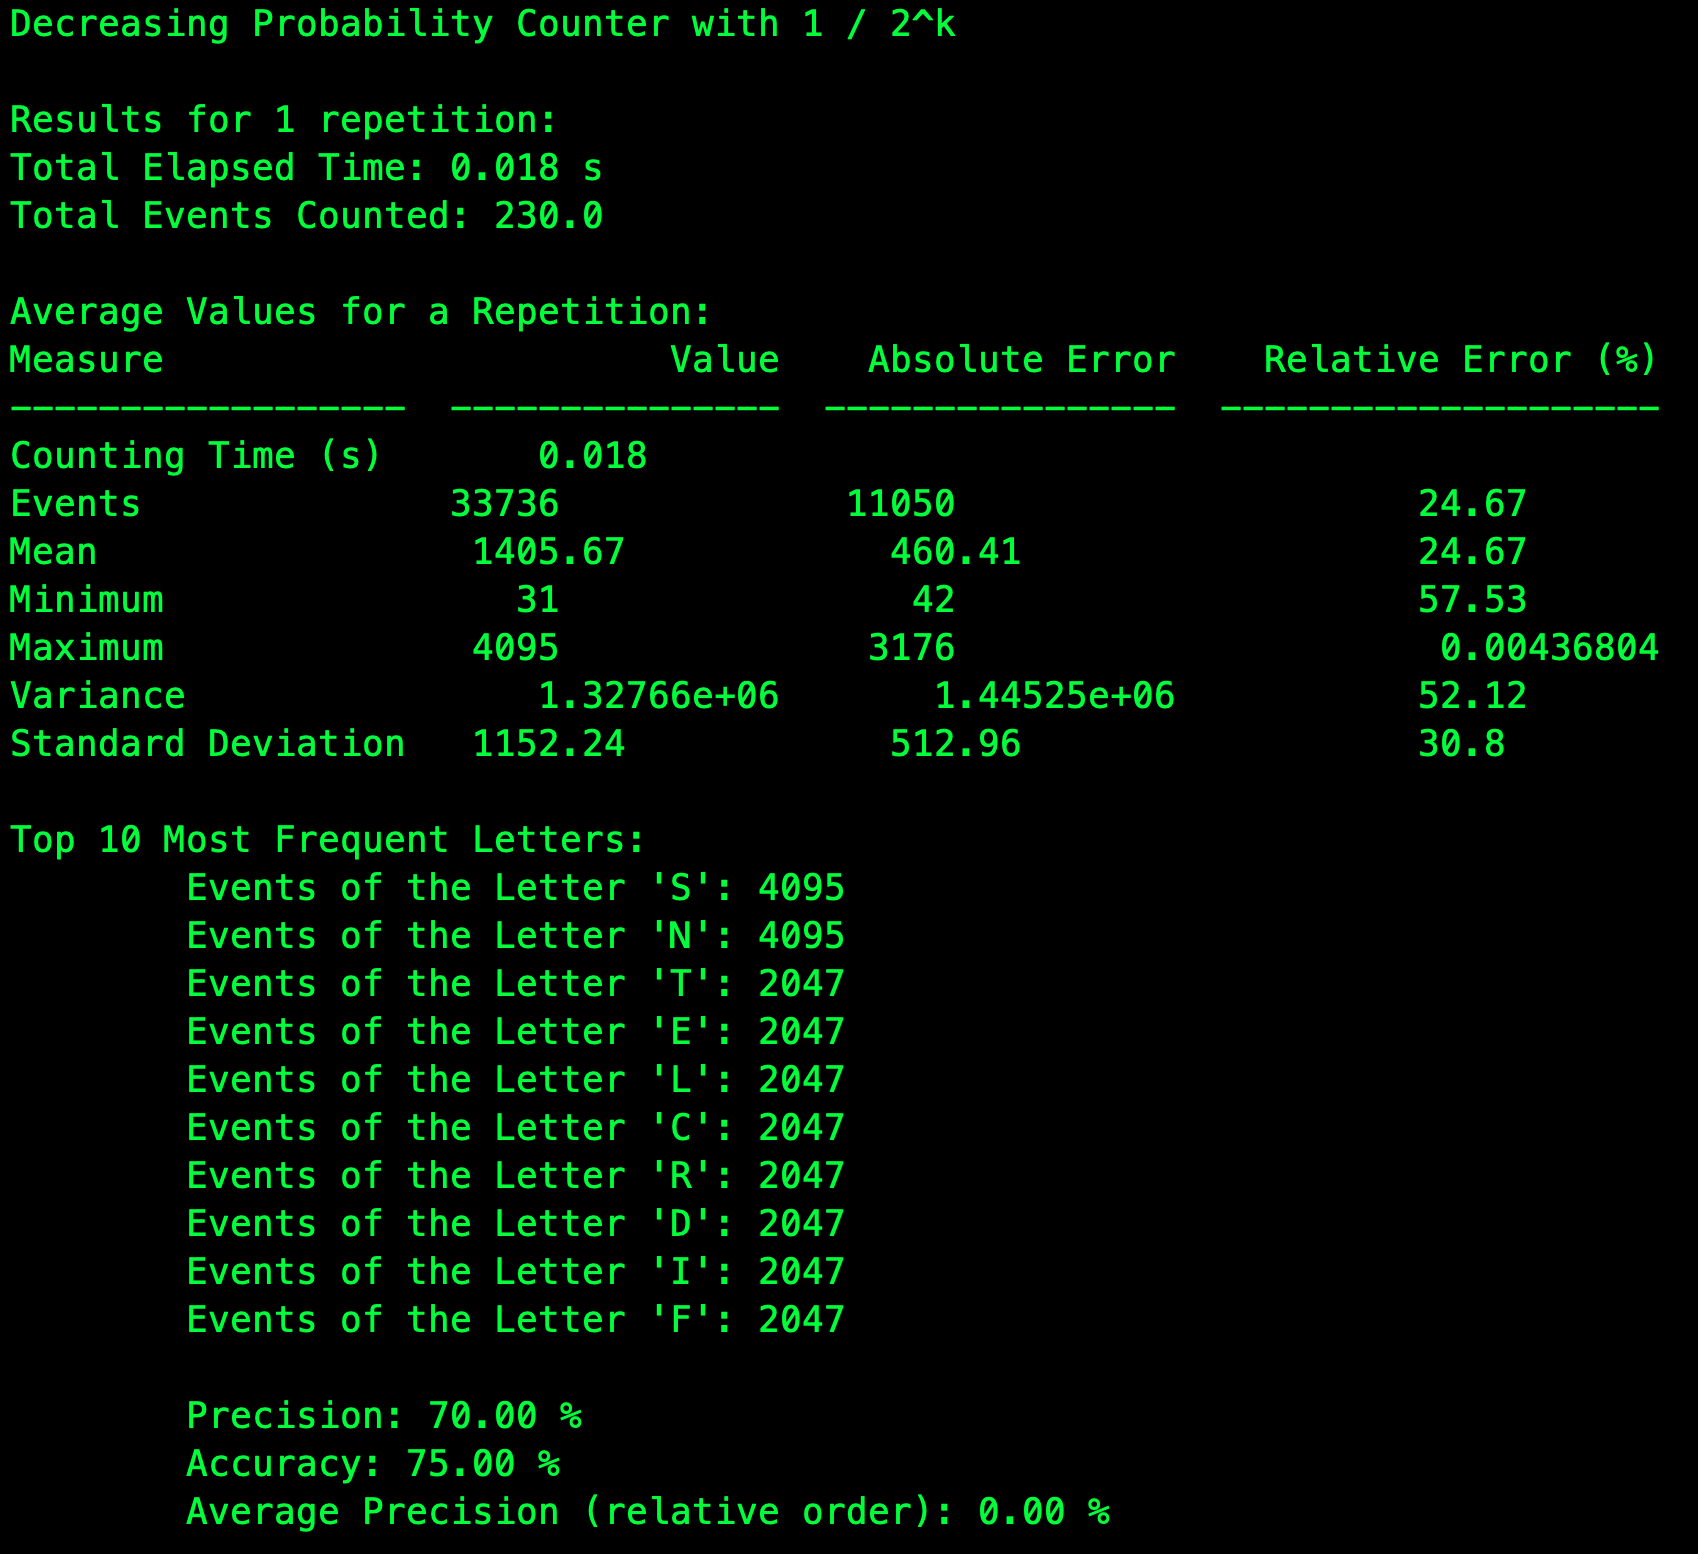 Decreasing Probability Counter with 1 / 2^k
Results for 1 repetition:
Total Elapsed Time: 0.018 s
Total Events Counted: 230.0
Average Values for a Repetition:
Measure                       Value    Absolute Error    Relative Error (%)
------------------  ---------------  ----------------  --------------------
Counting Time (s)       0.018
Events              33736             11050                     24.67
Mean                 1405.67            460.41                  24.67
Minimum                31                42                     57.53
Maximum              4095              3176                      0.00436804
Variance                1.32766e+06       1.44525e+06           52.12
Standard Deviation   1152.24            512.96                  30.8
Top 10 Most Frequent Letters:
        Events of the Letter 'S': 4095
        Events of the Letter 'N': 4095
        Events of the Letter 'T': 2047
        Events of the Letter 'E': 2047
        Events of the Letter 'L': 2047
        Events of the Letter 'C': 2047
        Events of the Letter 'R': 2047
        Events of the Letter 'D': 2047
        Events of the Letter 'I': 2047
        Events of the Letter 'F': 2047
        Precision: 70.00 %
        Accuracy: 75.00 %
        Average Precision (relative order): 0.00 %